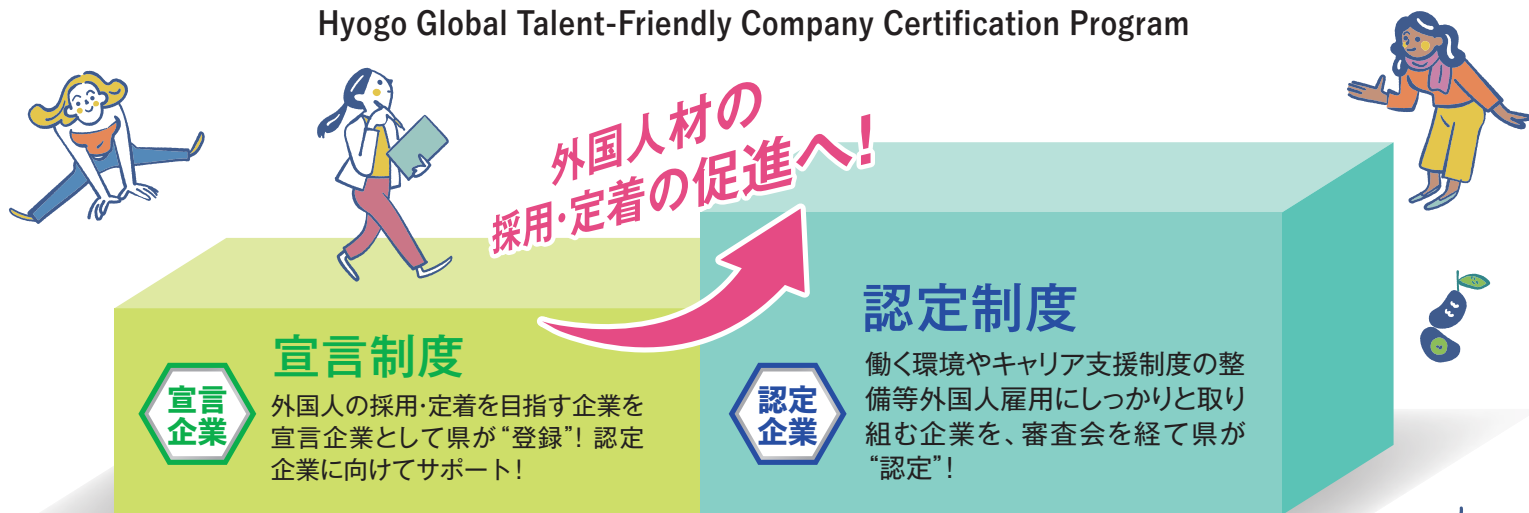 Hyogo Global Talent-Friendly Company Certification Program
外国人材の
採用・定着の促進へ!
宣言制度
宣言
企業
外国人の採用・定着を目指す企業を
宣言企業として県が“登録”! 認定
企業に向けてサポート!
認定制度
認定
企業
働く環境やキャリア支援制度の整
備等外国人雇用にしっかりと取り
組む企業を、審査会を経て県が
“認定”!